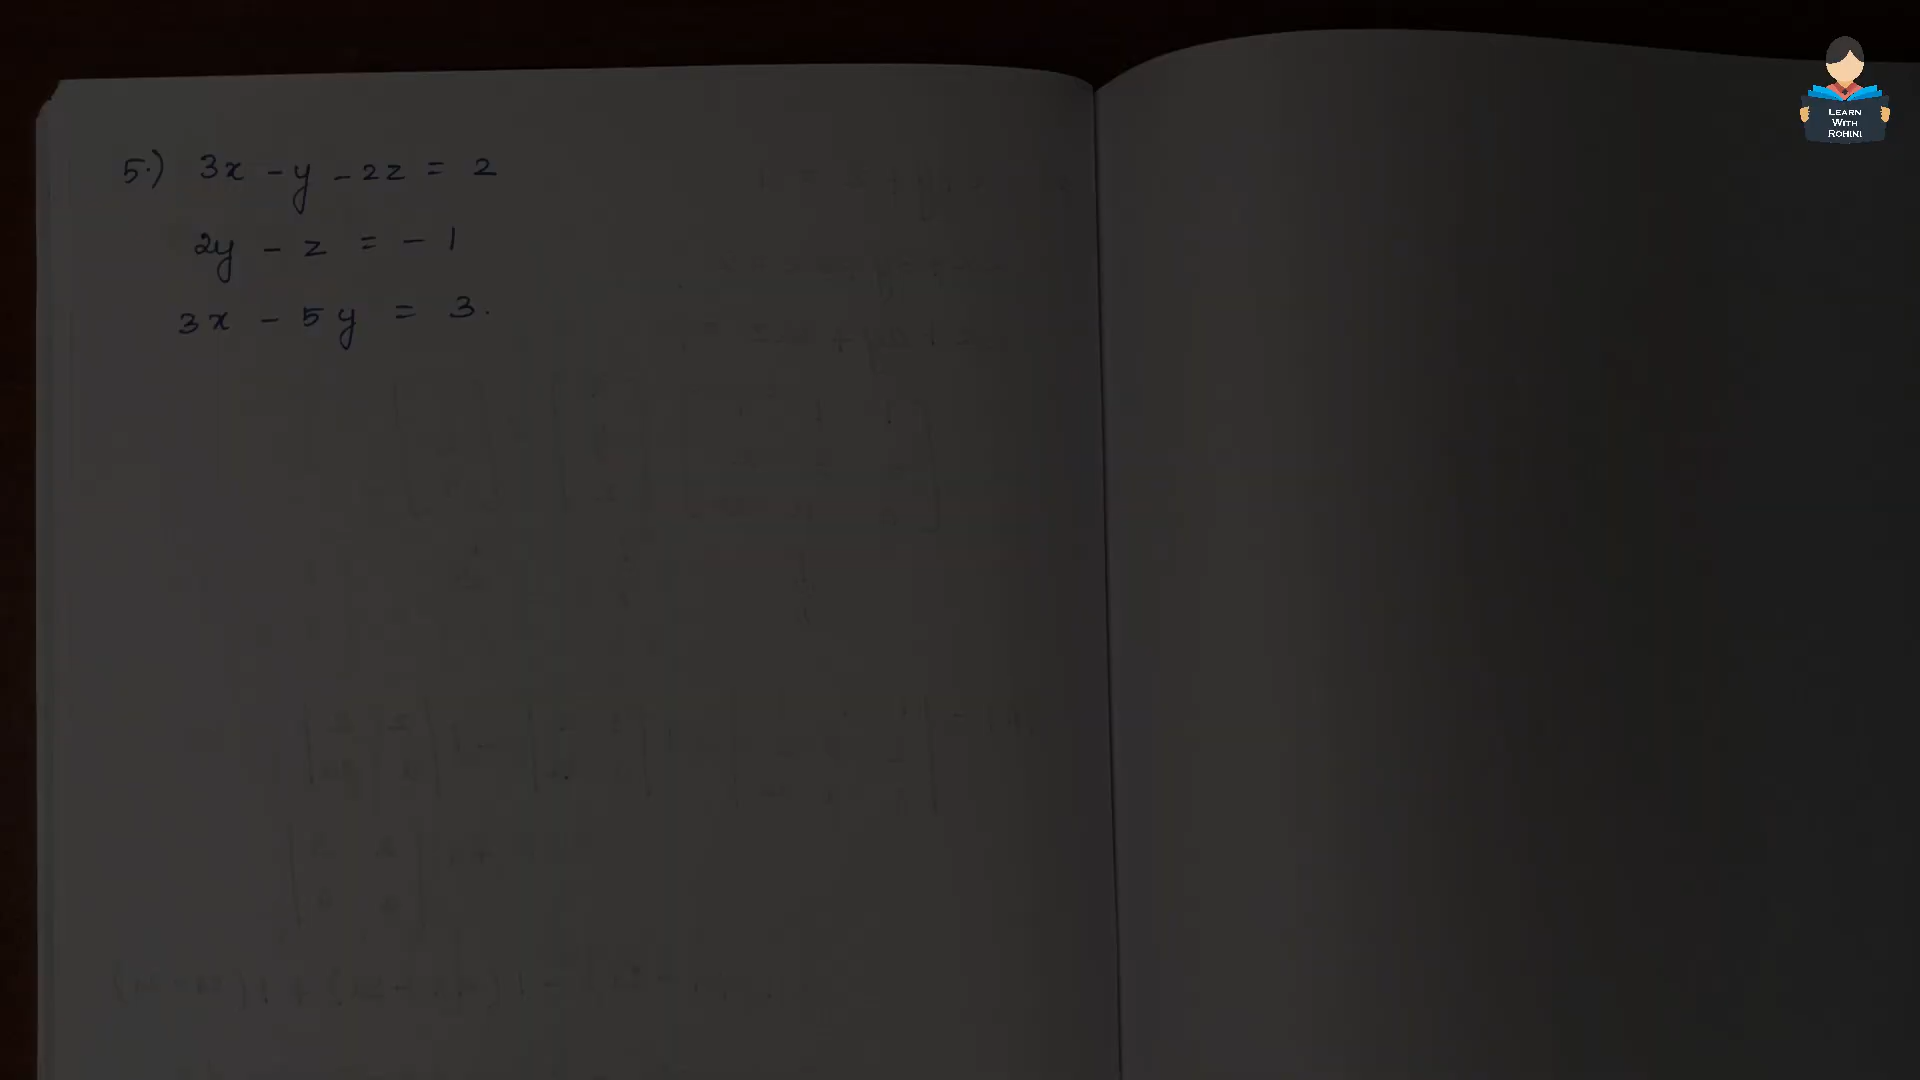 5.) 3x - y - 2z = 2
2y - z = - 1
3x - 5y = 3.
LEARN
WITH
ROHINI